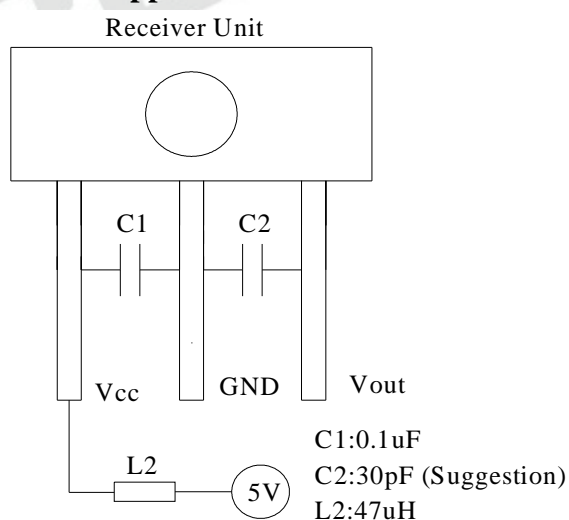 Receiver Unit
C1
C2
Vcc
GND
Vout
L2
5V
C1:0.1uF
C2:30pF (Suggestion)
L2:47uH